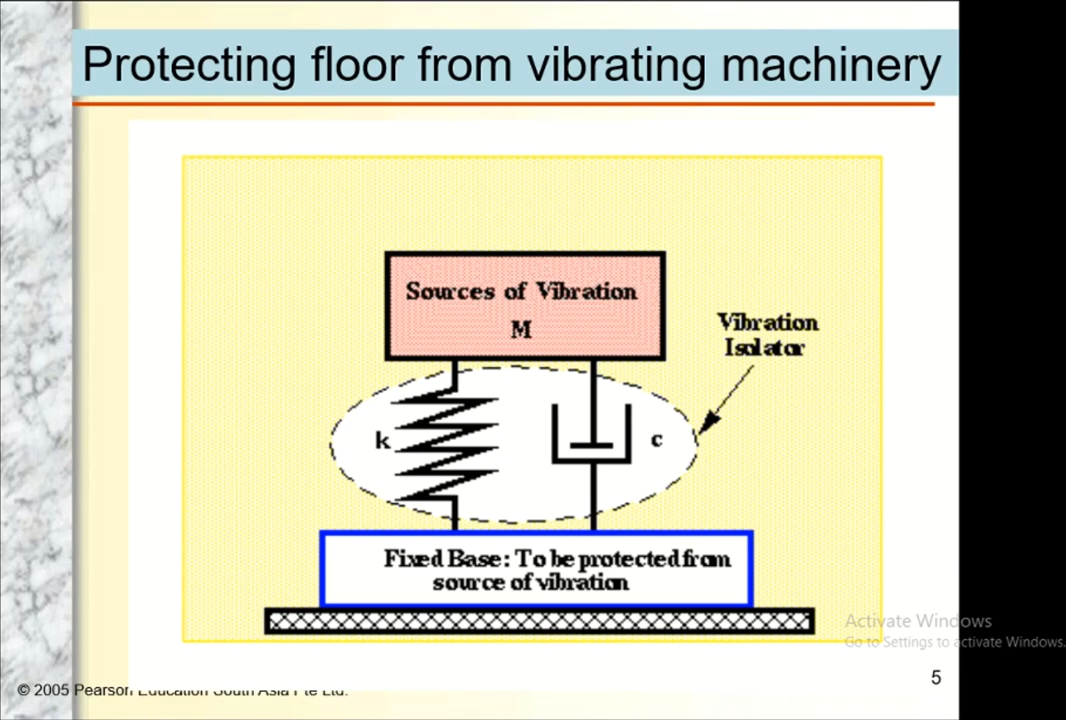 Protecting floor from vibrating machinery
Sources of Vibration
M
Vibration
Isolator
k
c
Fixed Base: To be protected from
source of vibration
Activate Windows
Go to Settings to activate Windows.
5
© 2005 Pearson Education South Asia Pte Ltd.